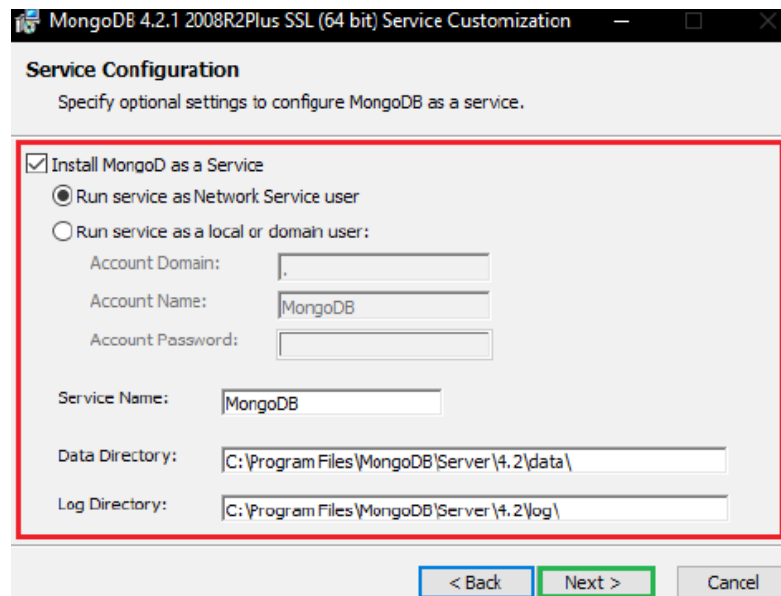 MongoDB 4.2.1 2008R2Plus SSL (64 bit) Service Customization
Service Configuration
Specify optional settings to configure MongoDB as a service.
Install MongoD as a Service
Run service as Network Service user
Run service as a local or domain user:
Account Domain: .
Account Name: MongoDB
Account Password:
Service Name: MongoDB
Data Directory: C:\Program Files\MongoDB\Server\4.2\data\
Log Directory: C:\Program Files\MongoDB\Server\4.2\log\
< Back Next > Cancel